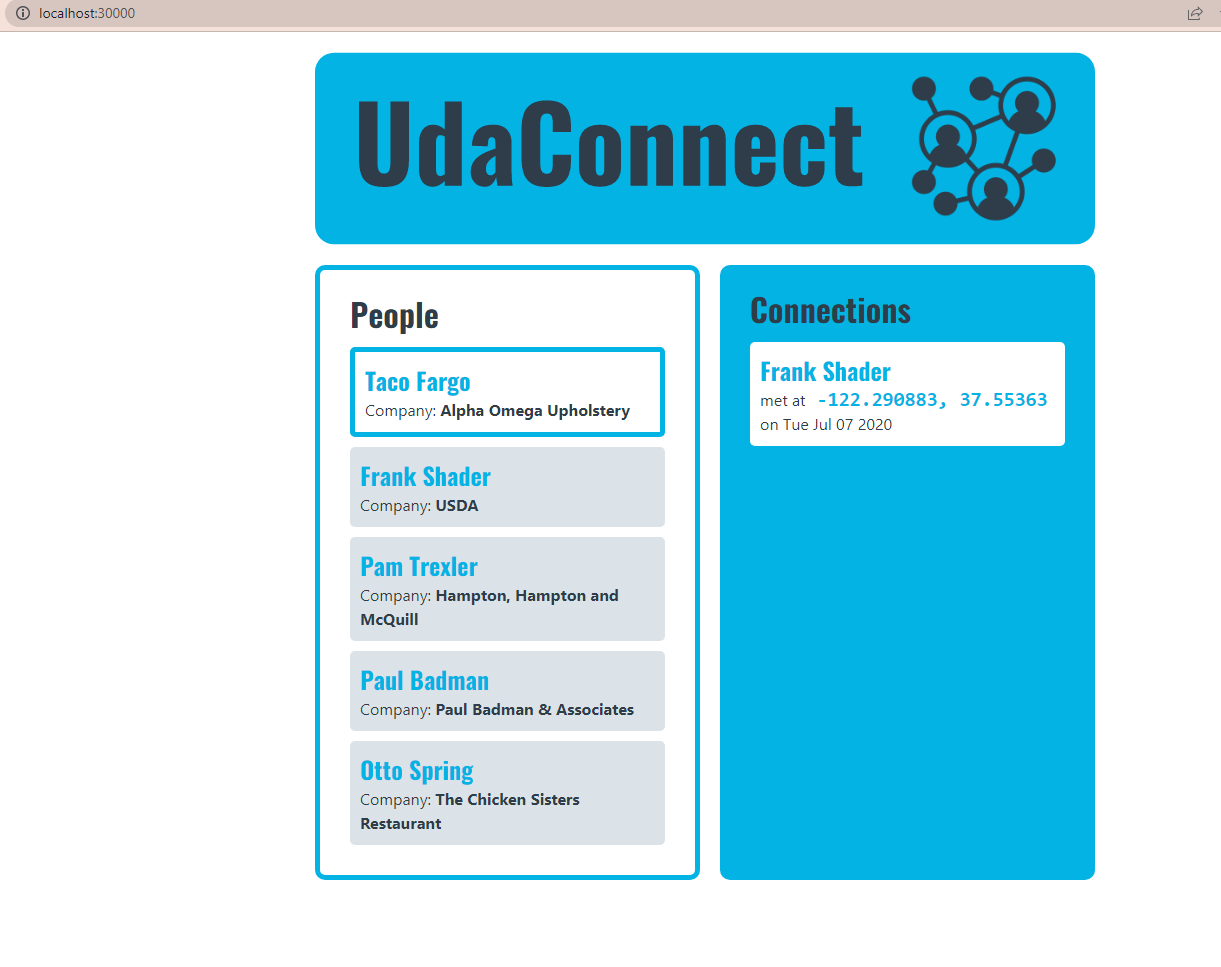 localhost:30000
UdaConnect
People
Taco Fargo
Company: Alpha Omega Upholstery
Frank Shader
Company: USDA
Pam Trexler
Company: Hampton, Hampton and
McQuill
Paul Badman
Company: Paul Badman & Associates
Otto Spring
Company: The Chicken Sisters
Restaurant
Connections
Frank Shader
met at -122.290883, 37.55363
on Tue Jul 07 2020